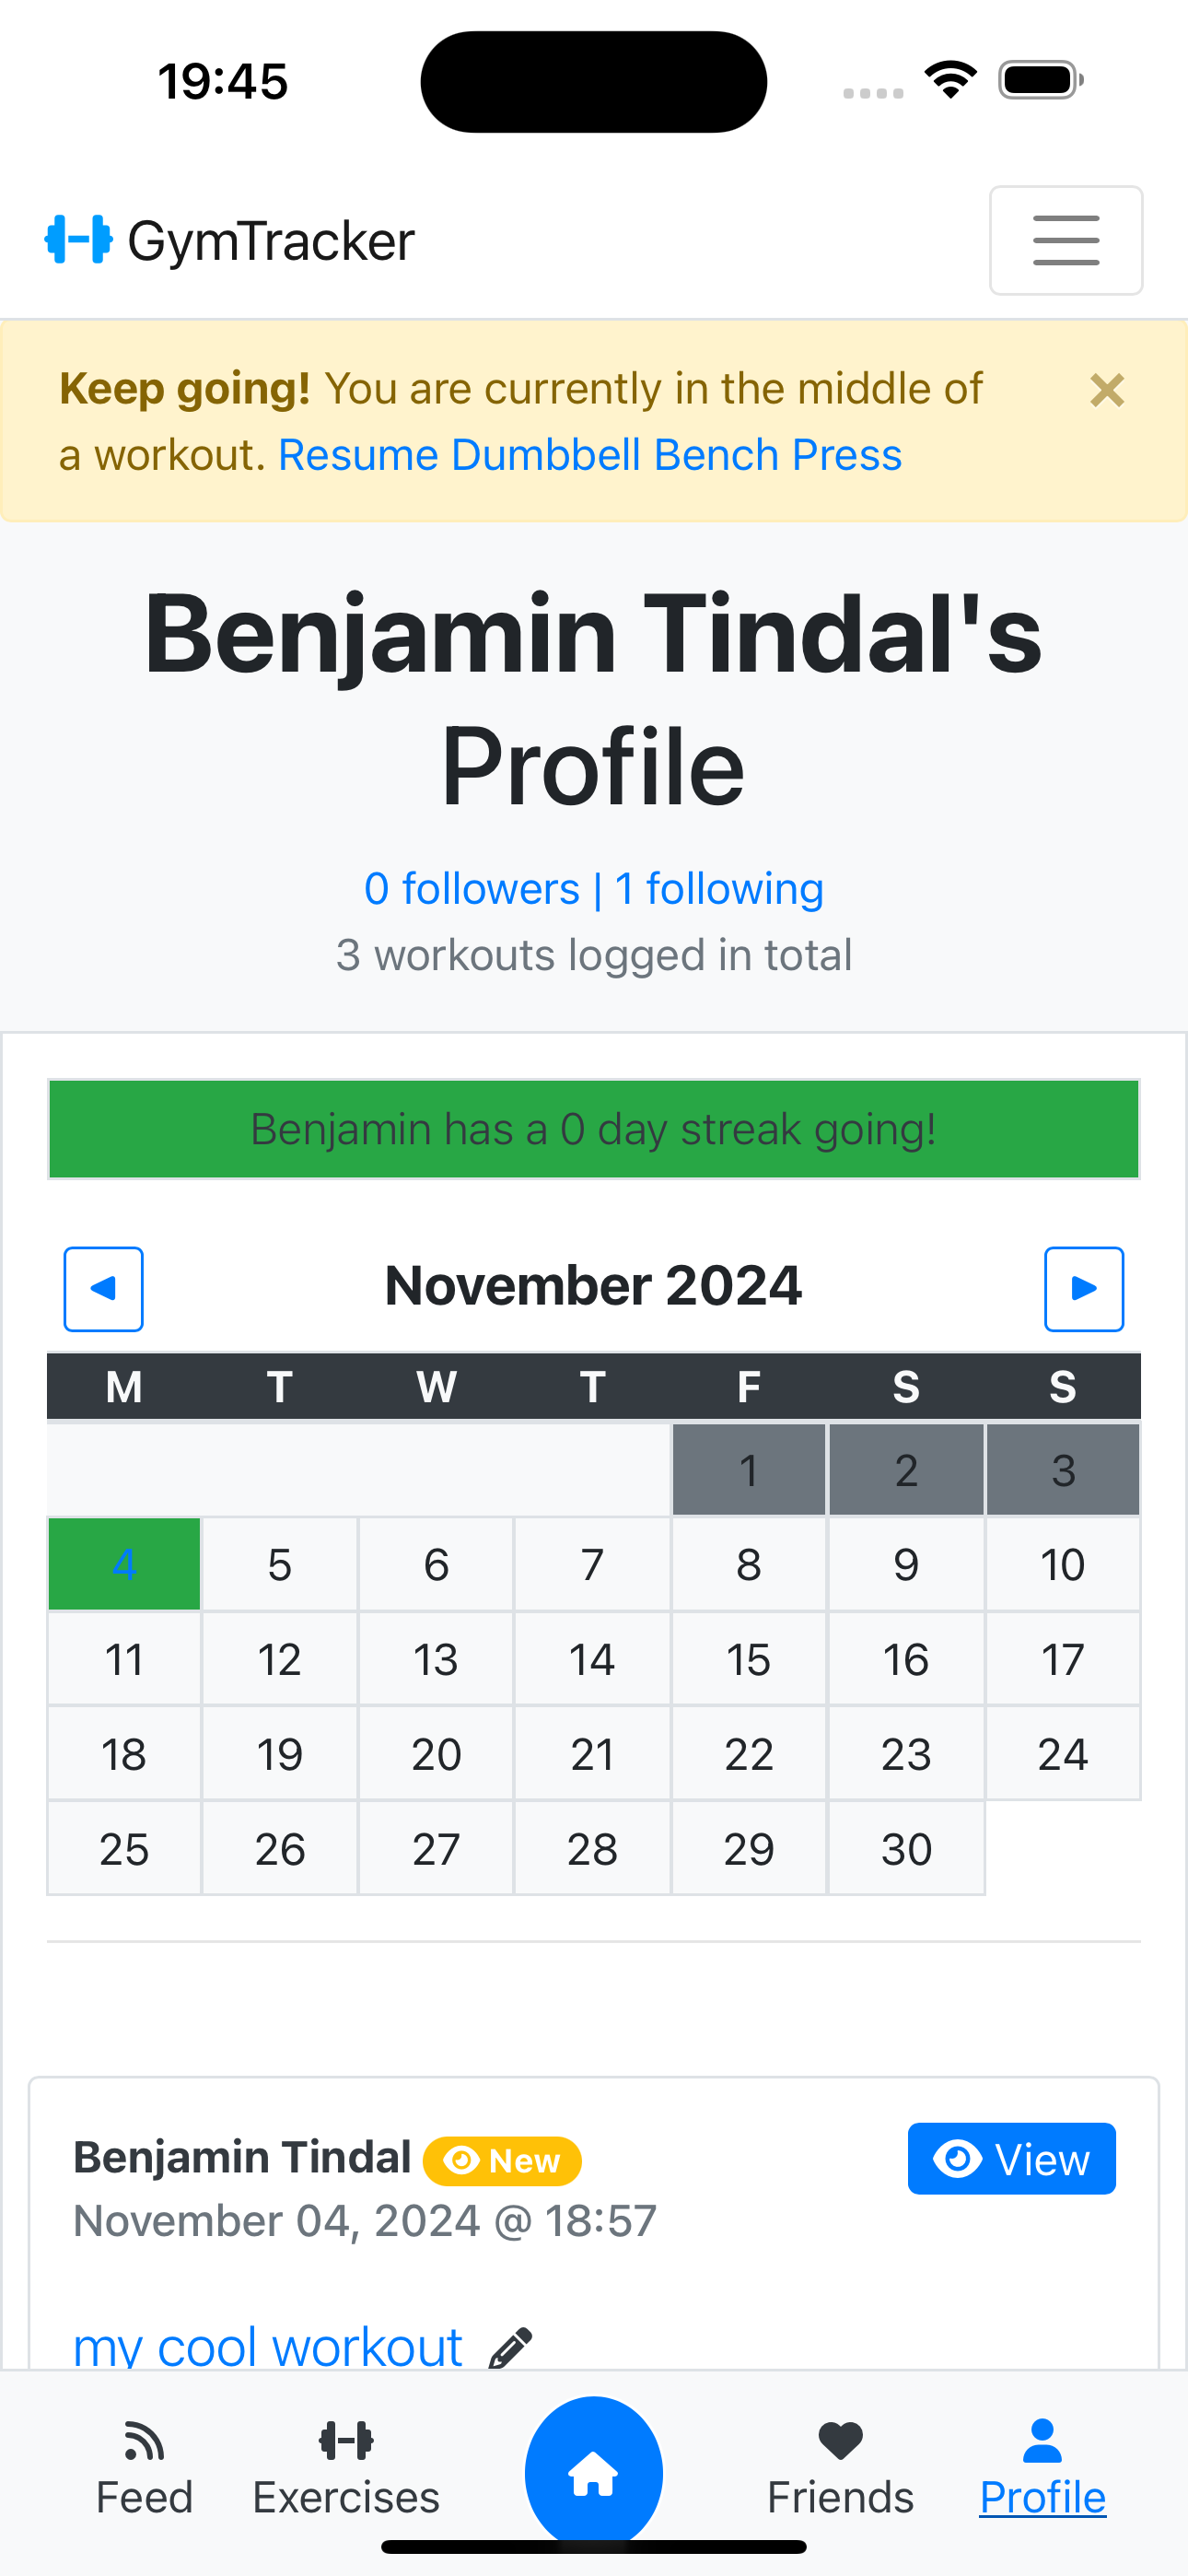 19:45
GymTracker
Keep going! You are currently in the middle of
a workout. Resume Dumbbell Bench Press
×
Benjamin Tindal's
Profile
0 followers | 1 following
3 workouts logged in total
Benjamin has a 0 day streak going!
◄ November 2024 ►
M T W T F S S
1 2 3
4 5 6 7 8 9 10
11 12 13 14 15 16 17
18 19 20 21 22 23 24
25 26 27 28 29 30
Benjamin Tindal New View
November 04, 2024 @ 18:57
my cool workout
Feed Exercises Friends Profile